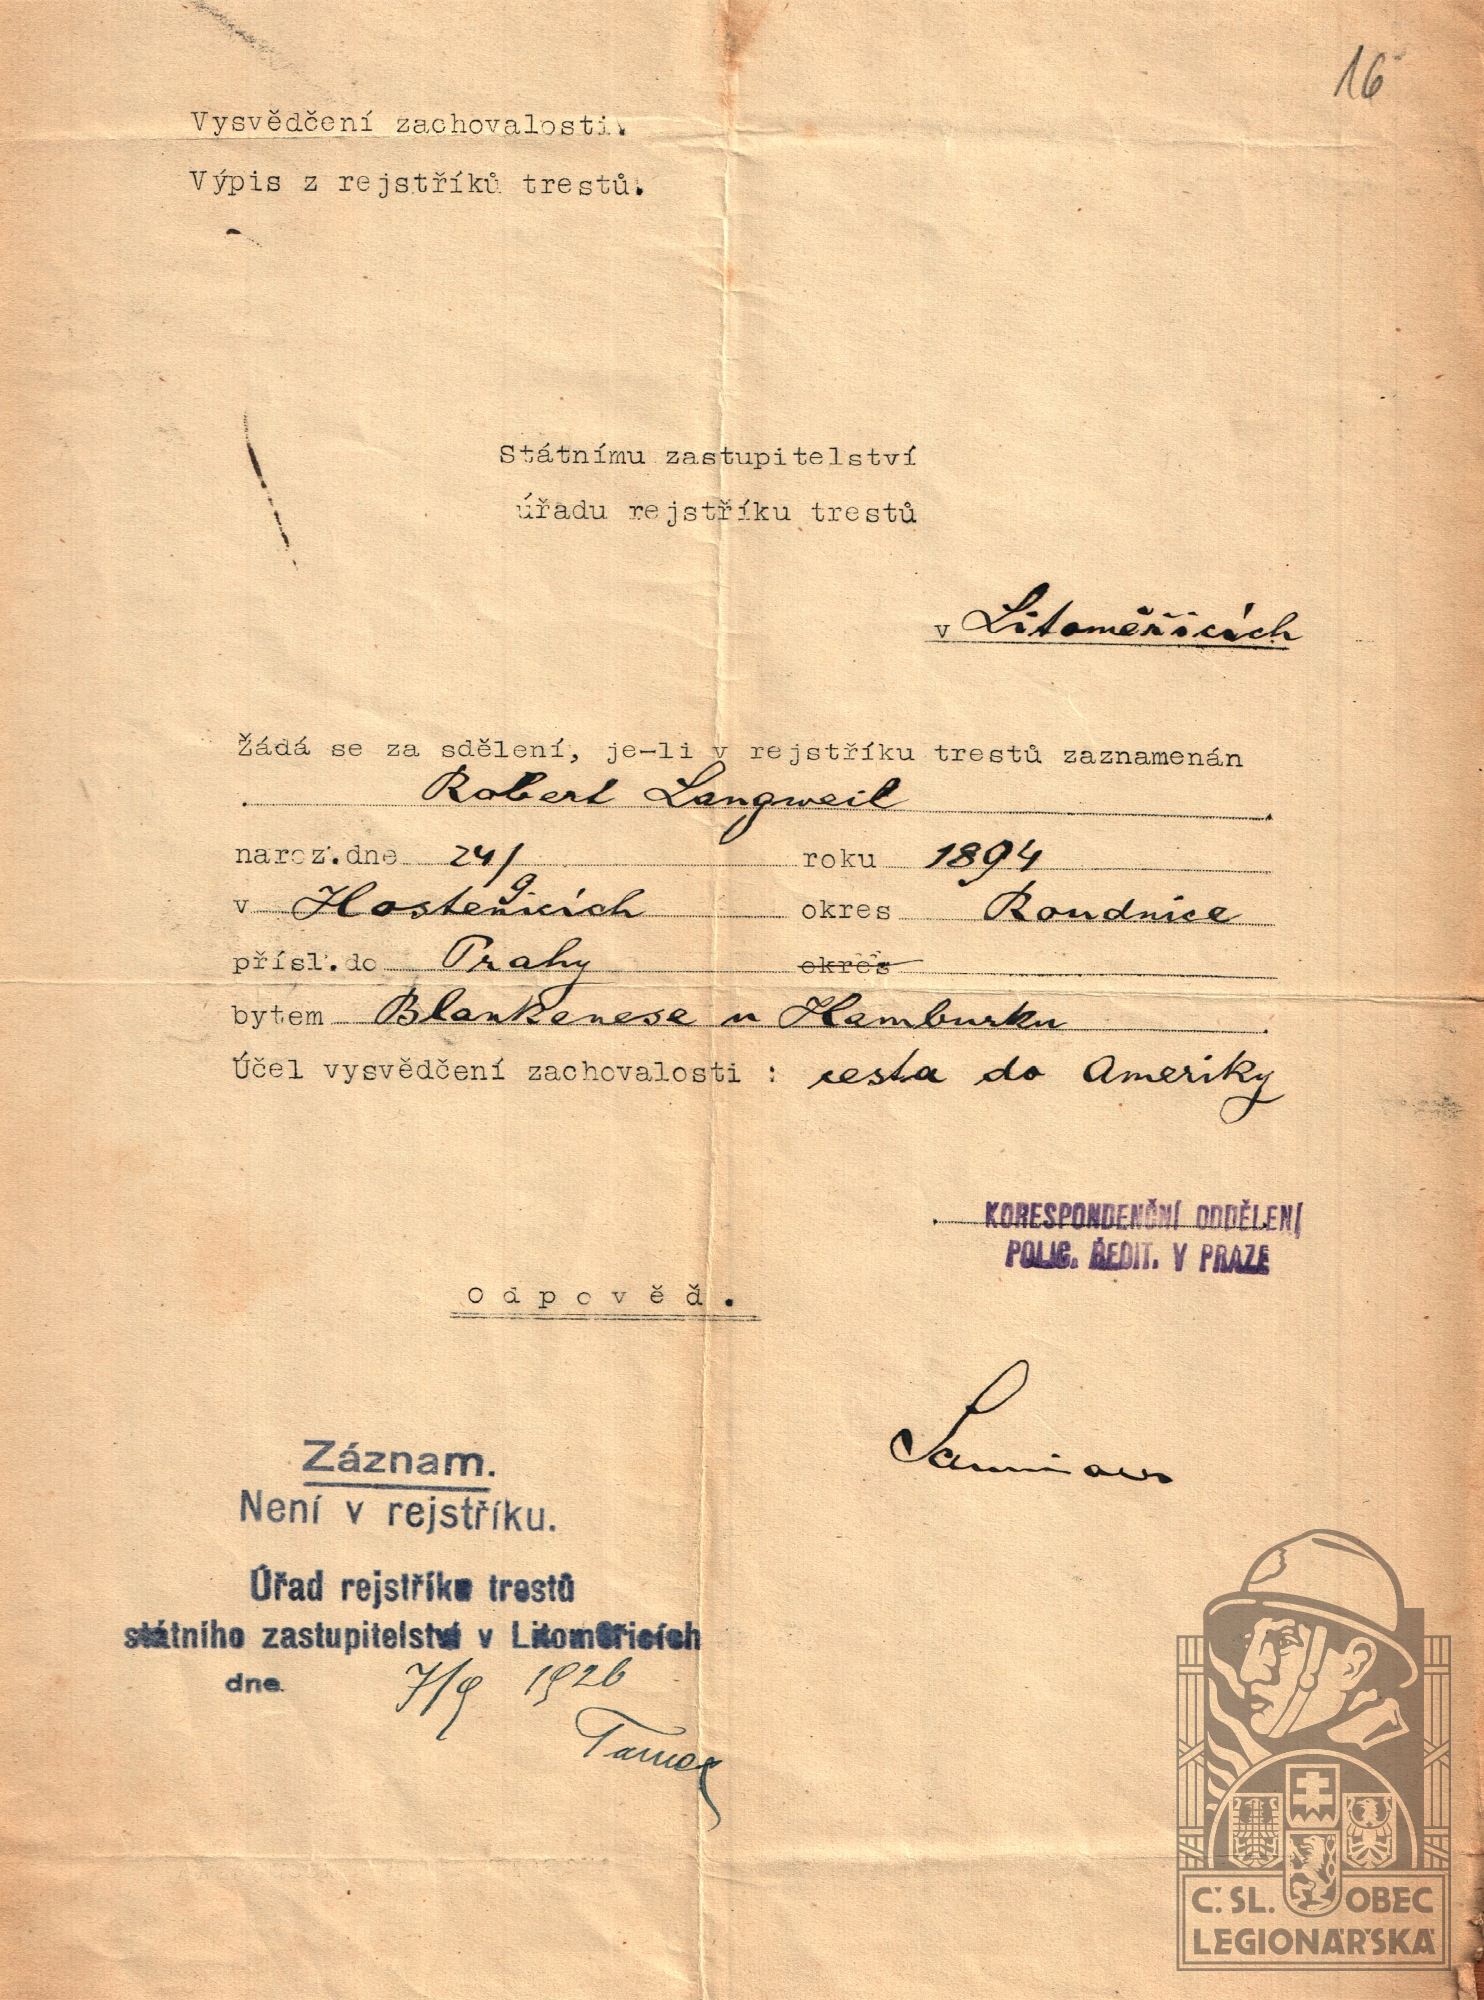 16
Vysvědčení zachovalosti.
Výpis z rejstříků trestů.
Státnímu zastupitelství
úřadu rejstříku trestů
v Litoměřicích
Žádá se za sdělení, je-li v rejstříku trestů zaznamenán
Robert Langweil
naroz.dne 24/9 roku 1894
v Hostenicích okres Roudnice
přísl.do Prahy okres
bytem Blankenese u Hamburku
Účel vysvědčení zachovalosti : cesta do Ameriky
KORESPONDENČNÍ ODDĚLENÍ
POLIC. ŘEDIT. V PRAZE
Odpověď.
Záznam.
Není v rejstříku.
Úřad rejstříku trestů
státního zastupitelství v Litoměřicích
dne 7/9 1926
Č. SL. OBEC
LEGIONÁŘSKÁ